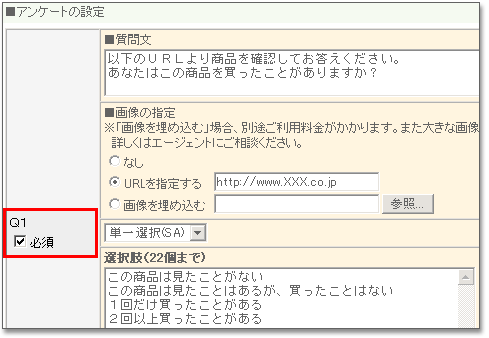 ■アンケートの設定
■質問文
以下のＵＲＬより商品を確認してお答えください。
あなたはこの商品を買ったことがありますか？
■画像の指定
※「画像を埋め込む」場合、別途ご利用料金がかかります。また大きな画像
詳しくはエージェントにご相談ください。
なし
URLを指定する http://www.XXX.co.jp
画像を埋め込む 参照...
Q1
必須
単一選択(SA)
選択肢(22個まで)
この商品は見たことがない
この商品は見たことはあるが、買ったことはない
１回だけ買ったことがある
２回以上買ったことがある